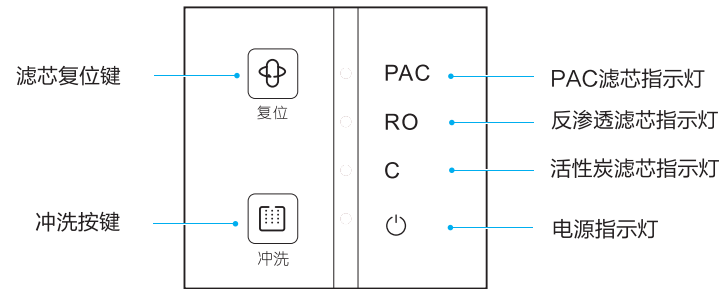 滤芯复位键
复位
PAC
PAC滤芯指示灯
RO
反渗透滤芯指示灯
C
活性炭滤芯指示灯
冲洗按键
冲洗
电源指示灯